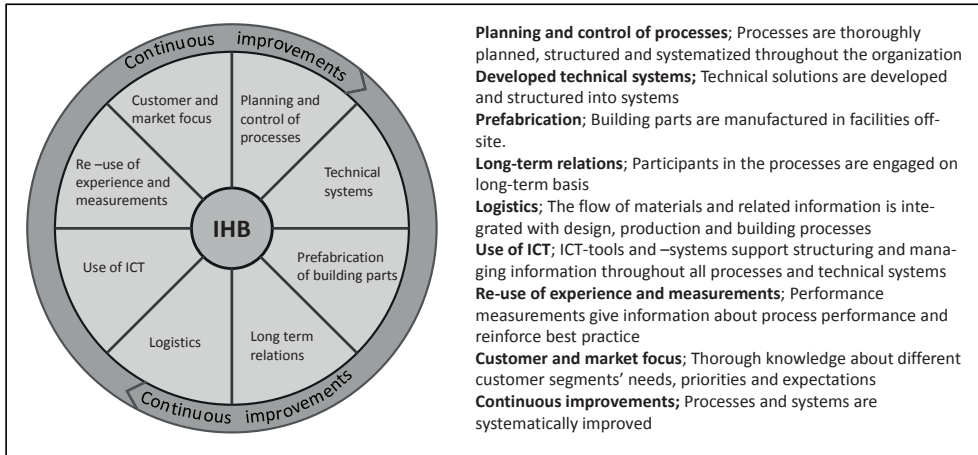 Continuous improvements
Customer and
market focus
Planning and
control of
processes
Re –use of
experience and
measurements
Technical
systems
IHB
Use of ICT
Prefabrication
of building parts
Logistics
Long term
relations
Continuous improvements
Planning and control of processes; Processes are thoroughly
planned, structured and systematized throughout the organization
Developed technical systems; Technical solutions are developed
and structured into systems
Prefabrication; Building parts are manufactured in facilities off-
site.
Long-term relations; Participants in the processes are engaged on
long-term basis
Logistics; The flow of materials and related information is inte-
grated with design, production and building processes
Use of ICT; ICT-tools and –systems support structuring and mana-
ging information throughout all processes and technical systems
Re-use of experience and measurements; Performance
measurements give information about process performance and
reinforce best practice
Customer and market focus; Thorough knowledge about different
customer segments’ needs, priorities and expectations
Continuous improvements; Processes and systems are
systematically improved